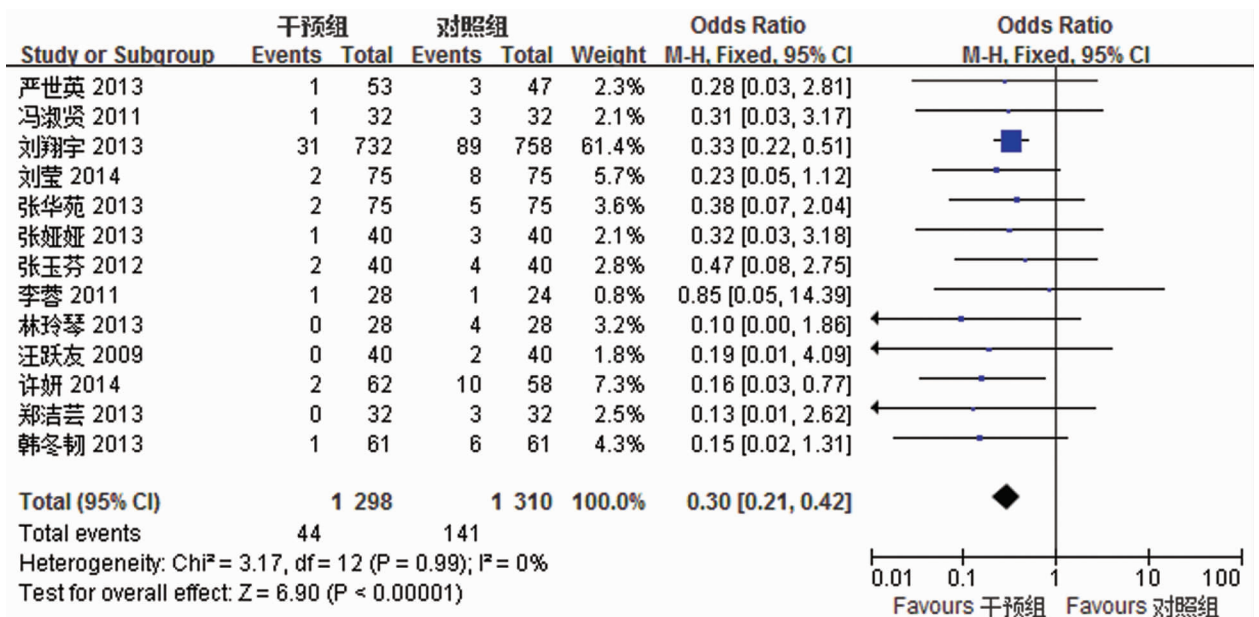 干预组 对照组 Odds Ratio Odds Ratio
Study or Subgroup Events Total Events Total Weight M-H, Fixed, 95% CI M-H, Fixed, 95% CI
严世英 2013 1 53 3 47 2.3% 0.28 [0.03, 2.81]
冯淑贤 2011 1 32 3 32 2.1% 0.31 [0.03, 3.17]
刘翔宇 2013 31 732 89 758 61.4% 0.33 [0.22, 0.51]
刘莹 2014 2 75 8 75 5.7% 0.23 [0.05, 1.12]
张华苑 2013 2 75 5 75 3.6% 0.38 [0.07, 2.04]
张娅娅 2013 1 40 3 40 2.1% 0.32 [0.03, 3.18]
张玉芬 2012 2 40 4 40 2.8% 0.47 [0.08, 2.75]
李蓉 2011 1 28 1 24 0.8% 0.85 [0.05, 14.39]
林玲琴 2013 0 28 4 28 3.2% 0.10 [0.00, 1.86]
汪跃友 2009 0 40 2 40 1.8% 0.19 [0.01, 4.09]
许妍 2014 2 62 10 58 7.3% 0.16 [0.03, 0.77]
郑洁芸 2013 0 32 3 32 2.5% 0.13 [0.01, 2.62]
韩冬韧 2013 1 61 6 61 4.3% 0.15 [0.02, 1.31]
Total (95% CI) 1 298 1 310 100.0% 0.30 [0.21, 0.42]
Total events 44 141
Heterogeneity: Chi² = 3.17, df = 12 (P = 0.99); I² = 0%
Test for overall effect: Z = 6.90 (P < 0.00001)
0.01 0.1 1 10 100
Favours 干预组 Favours 对照组